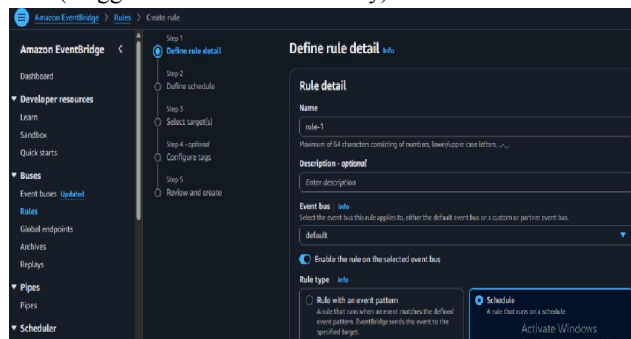 Amazon EventBridge > Rules > Create rule
Amazon EventBridge
Dashboard
Developer resources
Learn
Sandbox
Quick starts
Buses
Event buses Updated
Rules
Global endpoints
Archives
Replays
Pipes
Pipes
Scheduler
Step 1
Define rule detail
Step 2
Define schedule
Step 3
Select target(s)
Step 4 - optional
Configure tags
Step 5
Review and create
Define rule detail Info
Rule detail
Name
rule-1
Maximum of 64 characters consisting of numbers, lower/upper case letters, .,-,_.
Description - optional
Enter description
Event bus | Info
Select the event bus this rule applies to, either the default event bus or a custom or partner event bus.
default
Enable the rule on the selected event bus
Rule type Info
Rule with an event pattern
A rule that runs when an event matches the defined
event pattern. EventBridge sends the event to the
specified target.
Schedule
A rule that runs on a schedule
Activate Windows